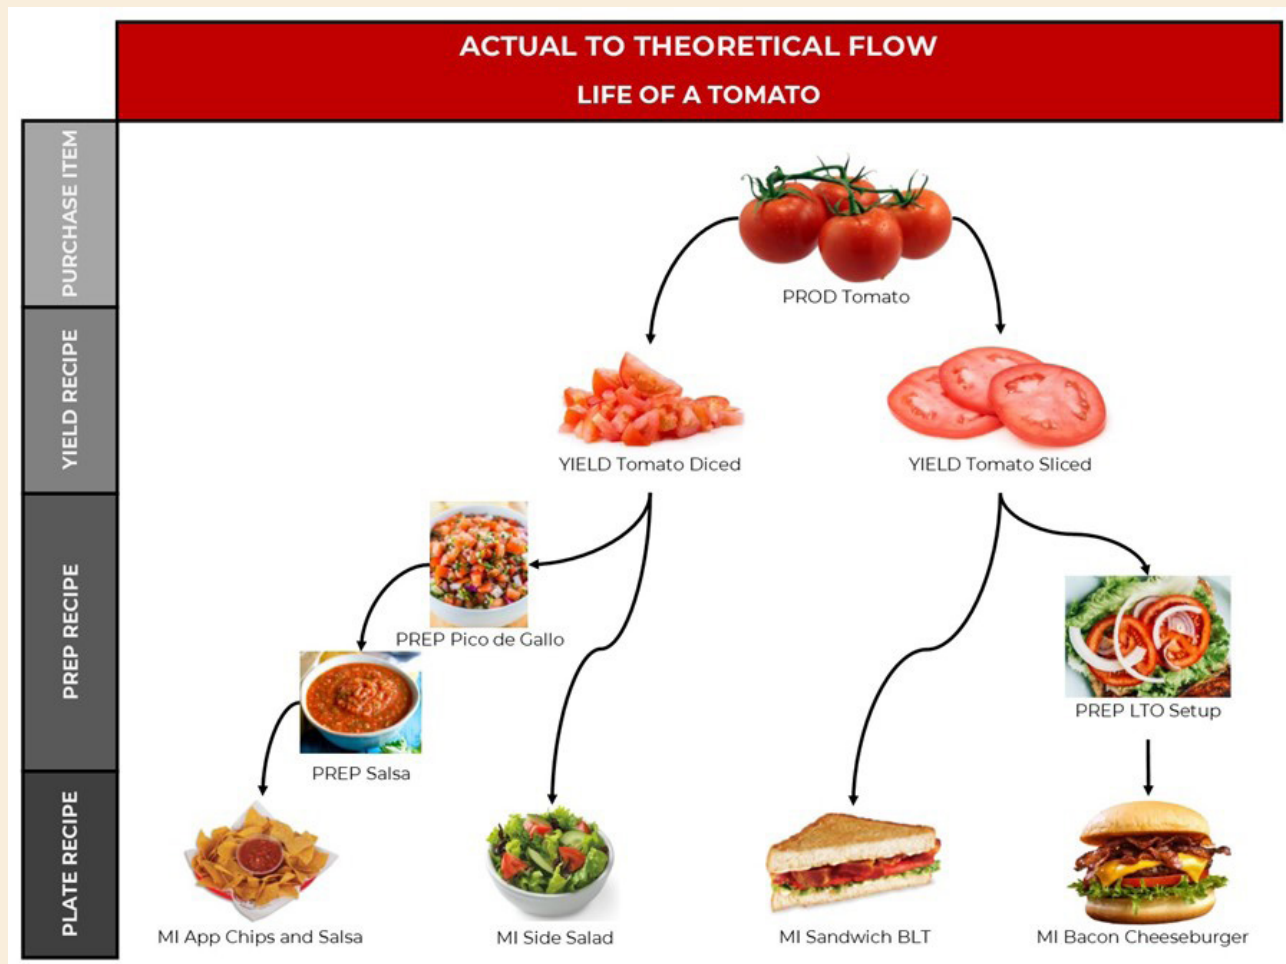 ACTUAL TO THEORETICAL FLOW
LIFE OF A TOMATO
PURCHASE ITEM
PROD Tomato
YIELD RECIPE
YIELD Tomato Diced
YIELD Tomato Sliced
PREP RECIPE
PREP Pico de Gallo
PREP LTO Setup
PREP Salsa
PLATE RECIPE
MI App Chips and Salsa
MI Side Salad
MI Sandwich BLT
MI Bacon Cheeseburger